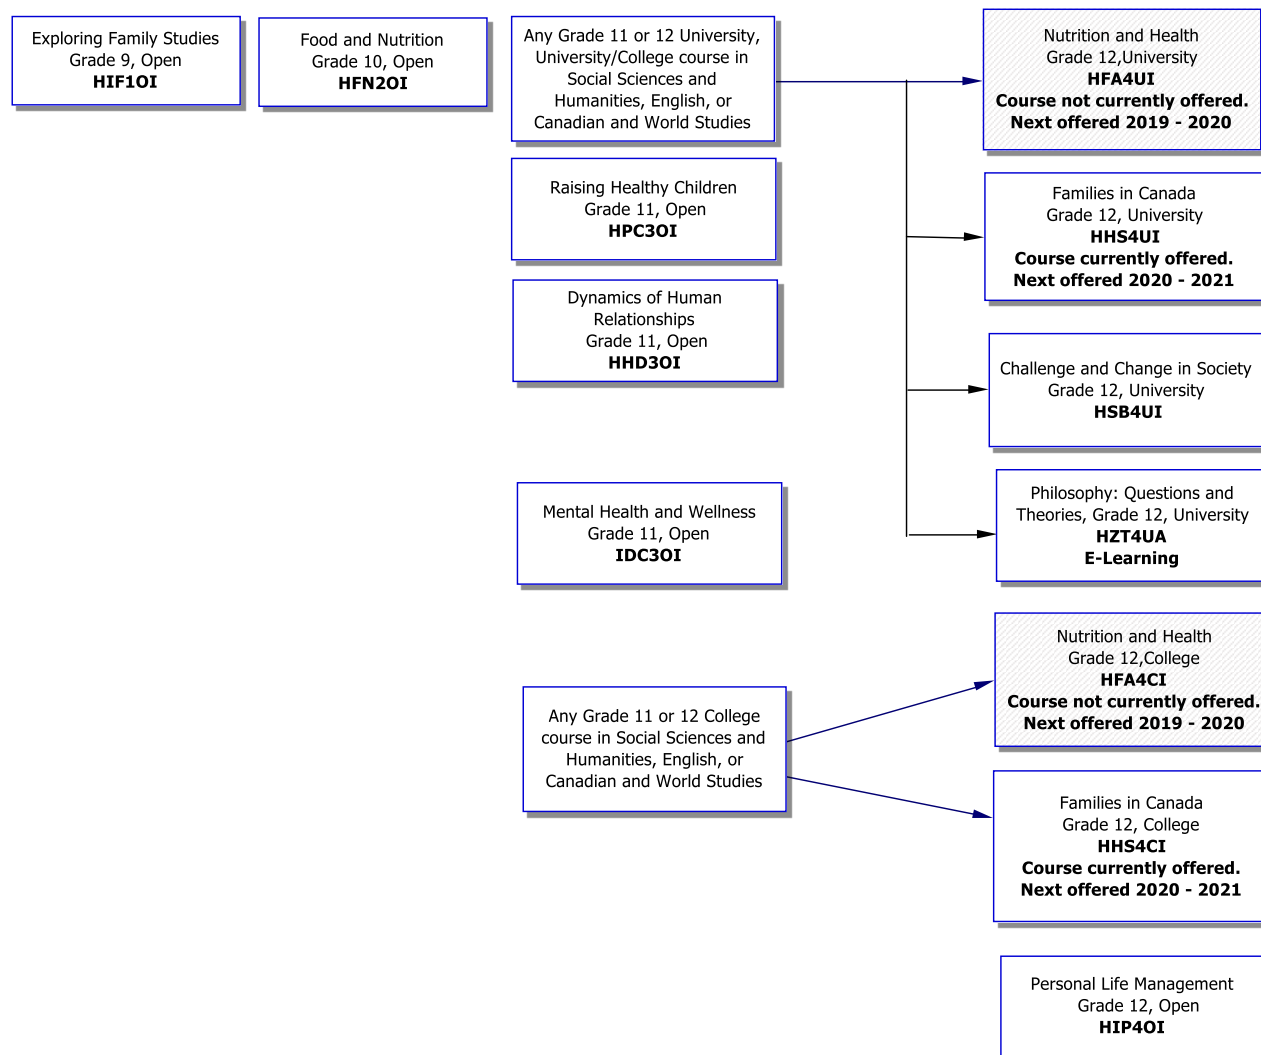 Exploring Family Studies
Grade 9, Open
HIF1OI
Food and Nutrition
Grade 10, Open
HFN2OI
Any Grade 11 or 12 University,
University/College course in
Social Sciences and
Humanities, English, or
Canadian and World Studies
Nutrition and Health
Grade 12,University
HFA4UI
Course not currently offered.
Next offered 2019 - 2020
Raising Healthy Children
Grade 11, Open
HPC3OI
Families in Canada
Grade 12, University
HHS4UI
Course currently offered.
Next offered 2020 - 2021
Dynamics of Human
Relationships
Grade 11, Open
HHD3OI
Challenge and Change in Society
Grade 12, University
HSB4UI
Mental Health and Wellness
Grade 11, Open
IDC3OI
Philosophy: Questions and
Theories, Grade 12, University
HZT4UA
E-Learning
Nutrition and Health
Grade 12,College
HFA4CI
Course not currently offered.
Next offered 2019 - 2020
Any Grade 11 or 12 College
course in Social Sciences and
Humanities, English, or
Canadian and World Studies
Families in Canada
Grade 12, College
HHS4CI
Course currently offered.
Next offered 2020 - 2021
Personal Life Management
Grade 12, Open
HIP4OI